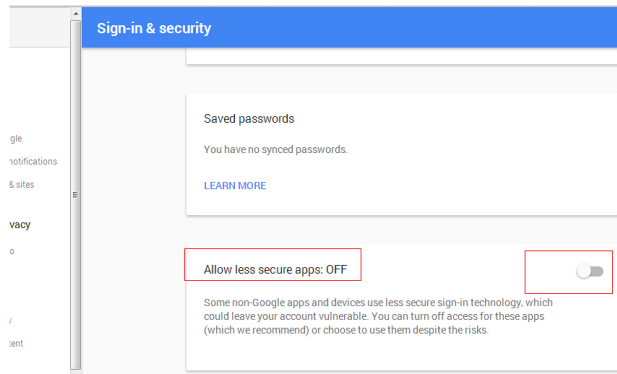 Sign-in & security
gle
notifications
& sites
vacy
o
/
tent
Saved passwords
You have no synced passwords.
LEARN MORE
Allow less secure apps: OFF
Some non-Google apps and devices use less secure sign-in technology, which
could leave your account vulnerable. You can turn off access for these apps
(which we recommend) or choose to use them despite the risks.